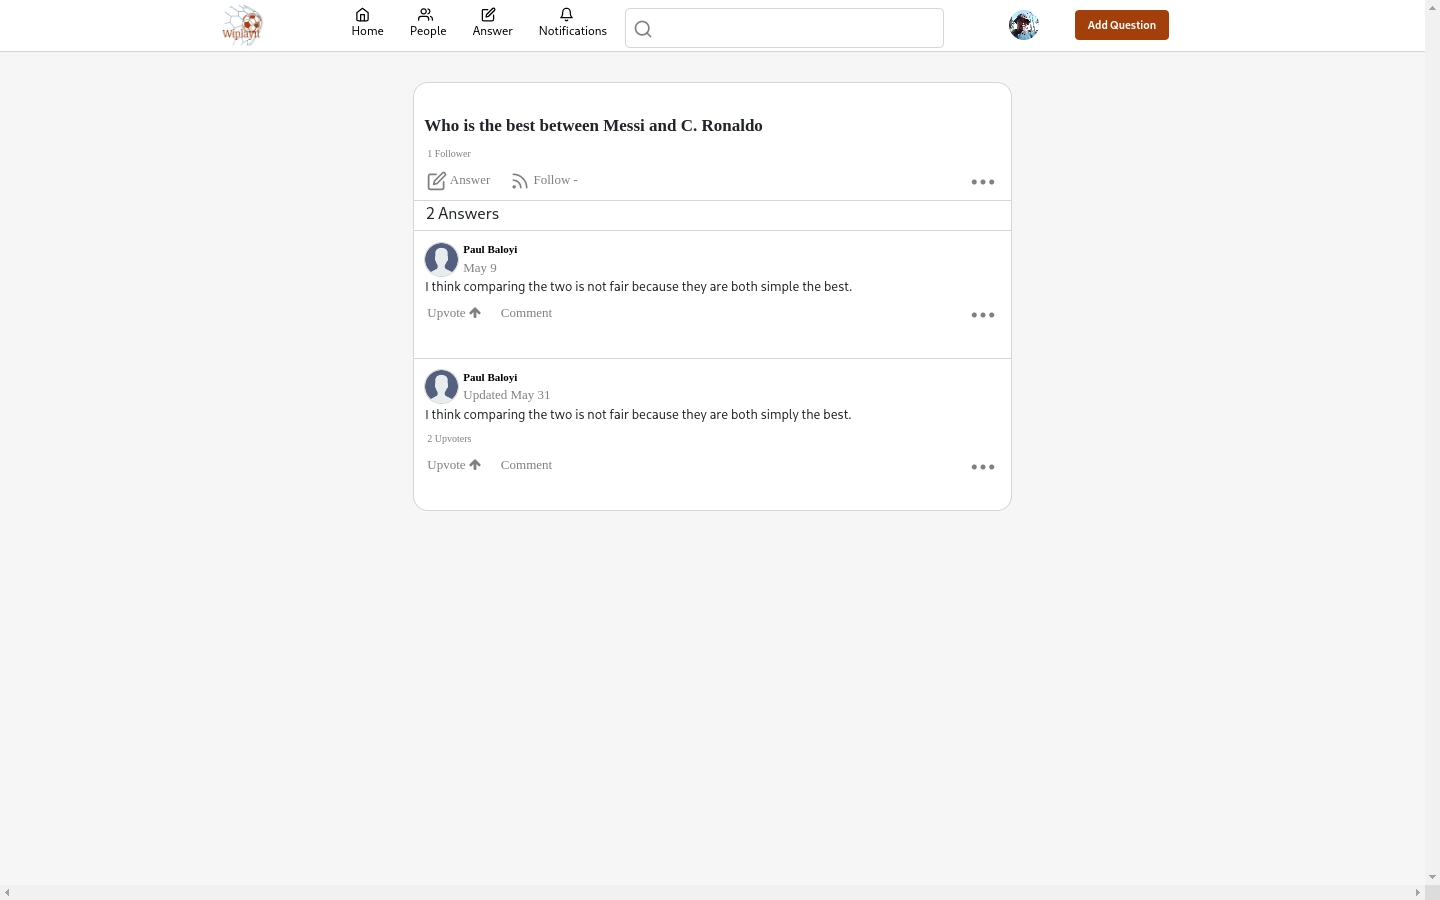 Wiplayit
Home
People
Answer
Notifications
Add Question
Who is the best between Messi and C. Ronaldo
1 Follower
Answer
Follow -
2 Answers
Paul Baloyi
May 9
I think comparing the two is not fair because they are both simple the best.
Upvote
Comment
Paul Baloyi
Updated May 31
I think comparing the two is not fair because they are both simply the best.
2 Upvoters
Upvote
Comment